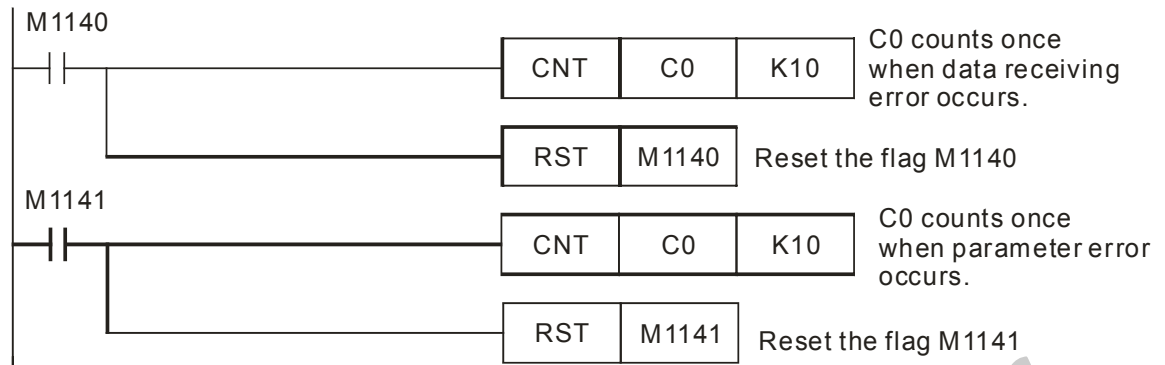 M1140
CNT C0 K10
C0 counts once
when data receiving
error occurs.
RST M1140
Reset the flag M1140
M1141
CNT C0 K10
C0 counts once
when parameter error
occurs.
RST M1141
Reset the flag M1141